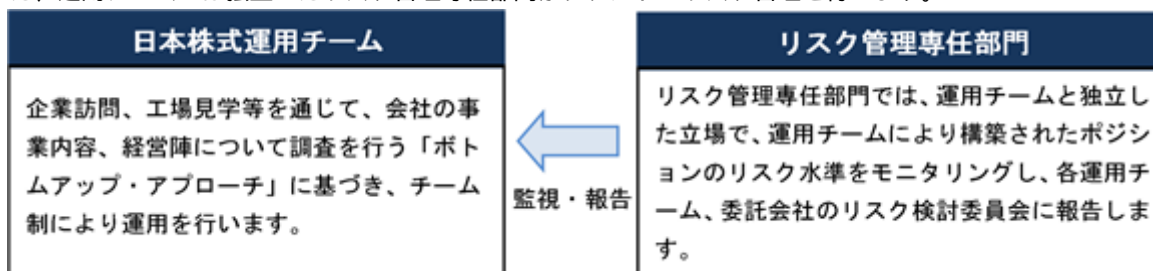 日本株式運用チーム
企業訪問、工場見学等を通じて、会社の事
業内容、経営陣について調査を行う「ボト
ムアップ・アプローチ」に基づき、チーム
制により運用を行います。
監視・報告
リスク管理専任部門
リスク管理専任部門では、運用チームと独立し
た立場で、運用チームにより構築されたポジシ
ョンのリスク水準をモニタリングし、各運用チ
ーム、委託会社のリスク検討委員会に報告しま
す。